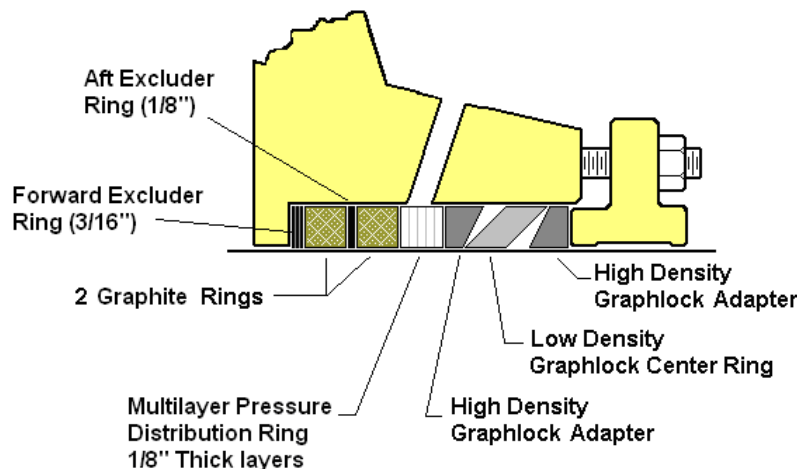 Aft Excluder
Ring (1/8")
Forward Excluder
Ring (3/16")
2 Graphite Rings
High Density
Graphlock Adapter
Low Density
Graphlock Center Ring
Multilayer Pressure
Distribution Ring
1/8" Thick layers
High Density
Graphlock Adapter